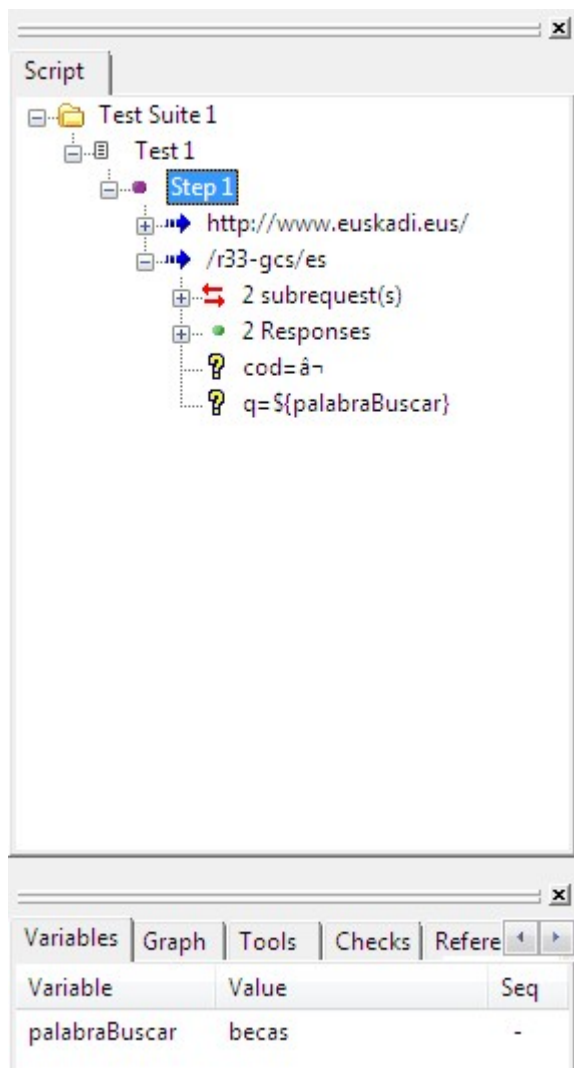 Script
Test Suite 1
Test 1
Step 1
http://www.euskadi.eus/
/r33-gcs/es
2 subrequest(s)
2 Responses
cod=â¬
q=${palabraBuscar}
Variables Graph Tools Checks Refere
Variable Value Seq
palabraBuscar becas -